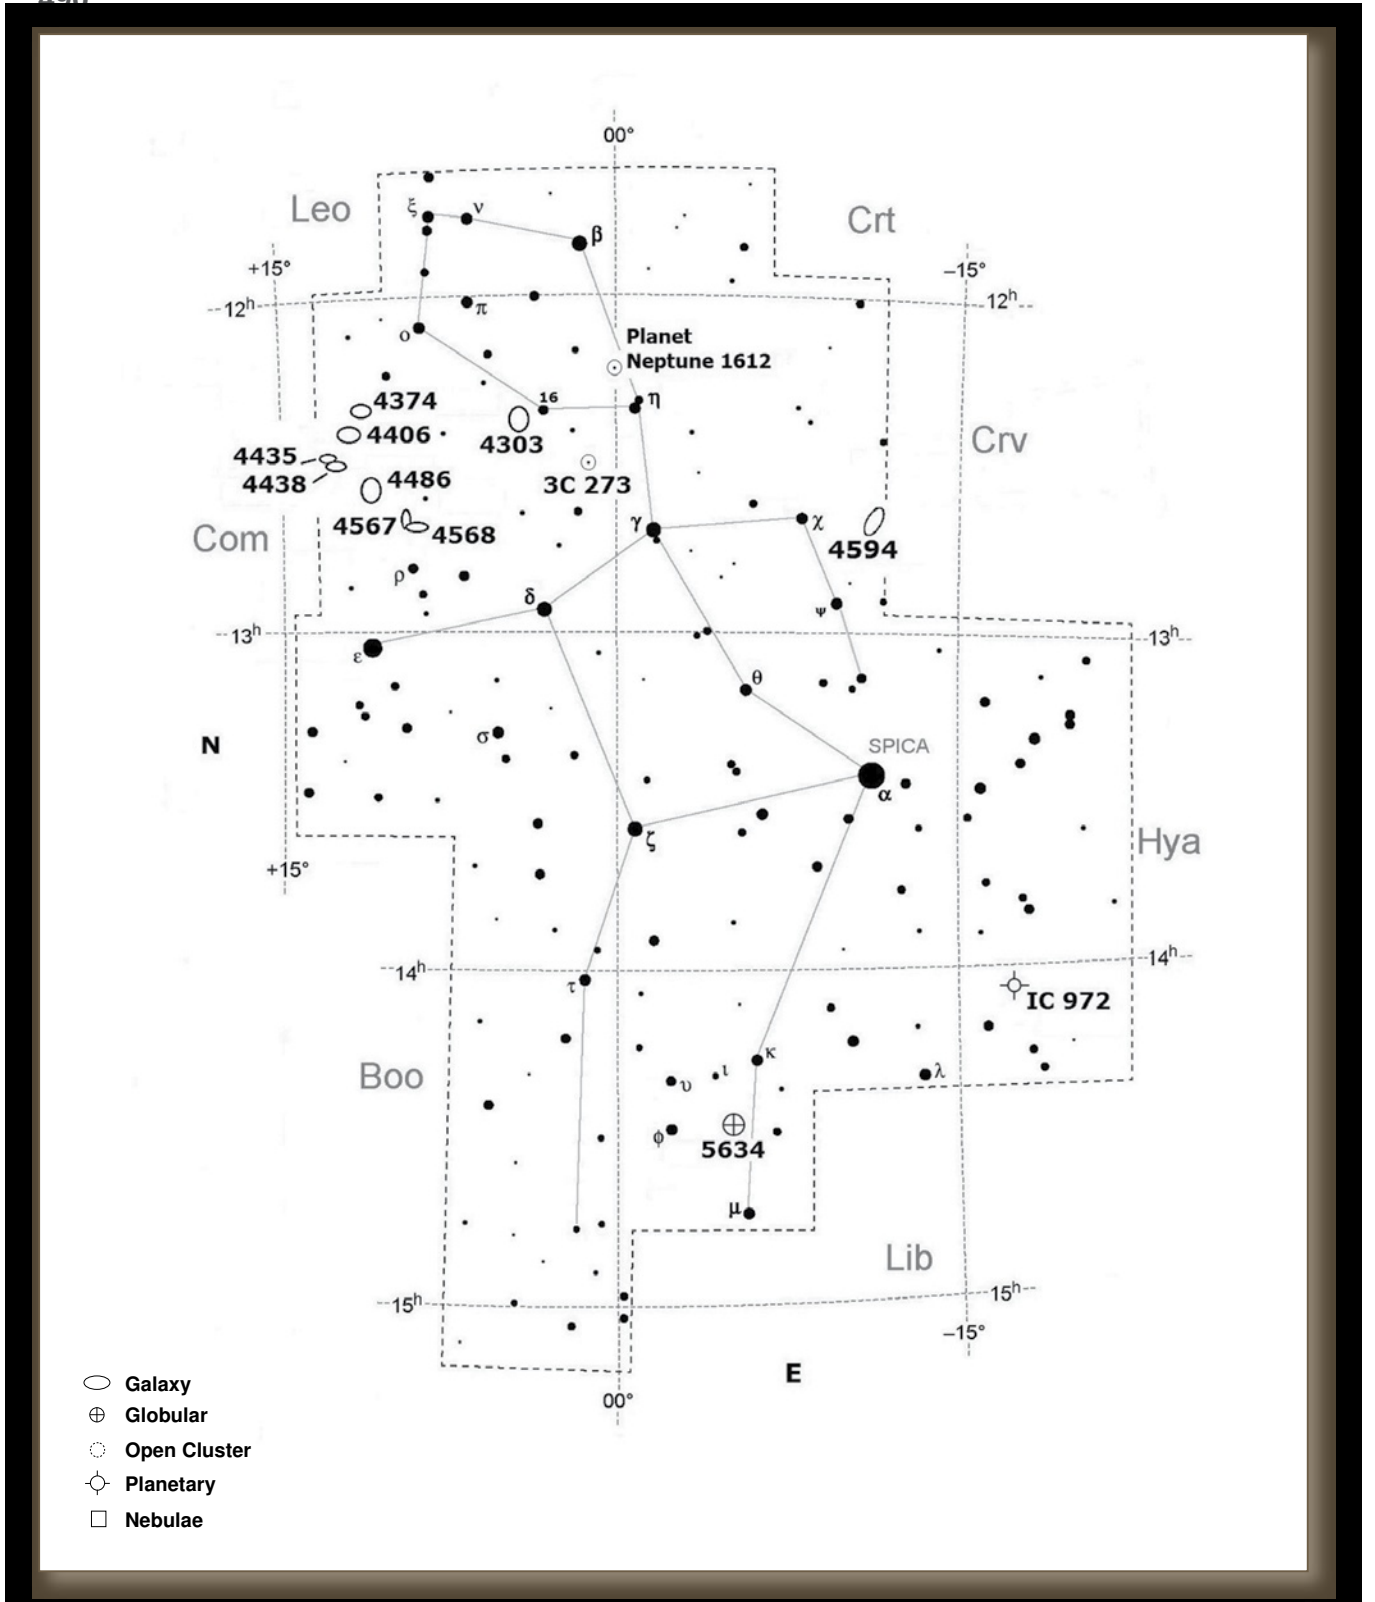 00°
Leo
ξ
ν
β
Crt
+15°
–15°
12h
12h
π
ο
Planet
Neptune 1612
4374
16
η
4406
4303
Crv
4435
4438
4486
3C 273
4567
4568
γ
χ
4594
Com
ρ
δ
ψ
13h
13h
ε
θ
N
σ
SPICA
α
ζ
Hya
+15°
14h
14h
τ
IC 972
Boo
κ
υ
ι
λ
φ
5634
μ
Lib
15h
15h
–15°
E
00°
Galaxy
Globular
Open Cluster
Planetary
Nebulae